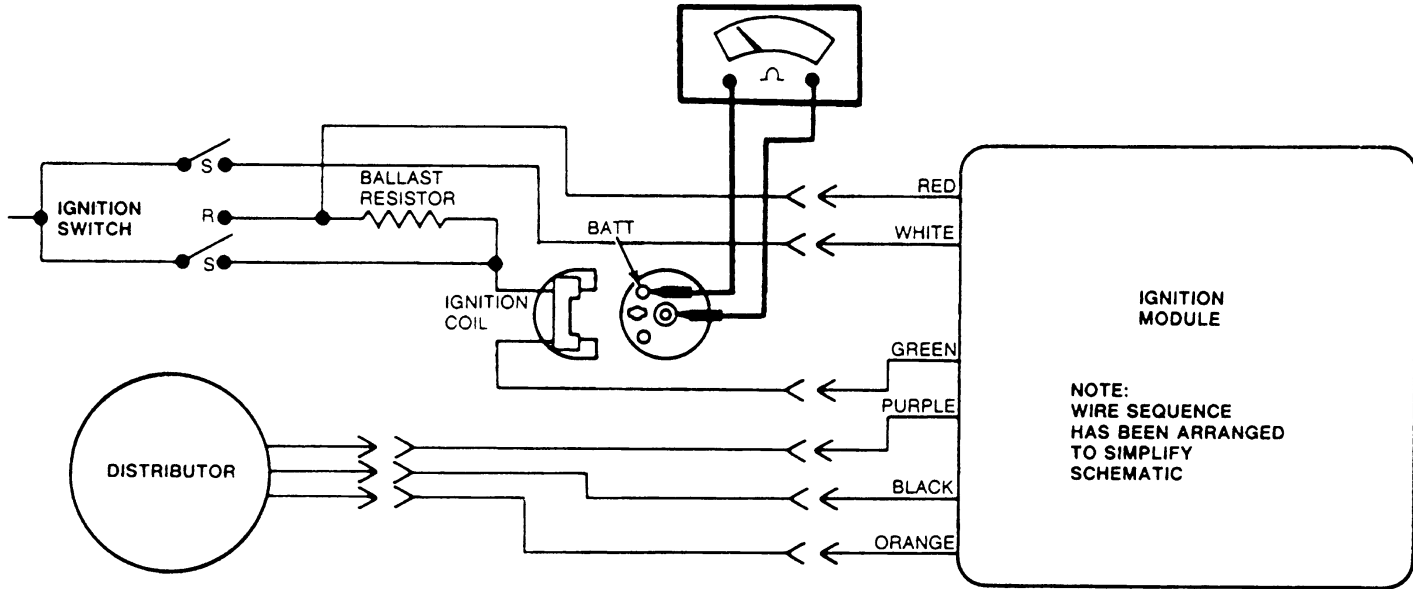 Ω
S
BALLAST
RESISTOR
RED
IGNITION
SWITCH
R
WHITE
BATT
S
IGNITION
COIL
IGNITION
MODULE
GREEN
NOTE:
WIRE SEQUENCE
HAS BEEN ARRANGED
TO SIMPLIFY
SCHEMATIC
PURPLE
DISTRIBUTOR
BLACK
ORANGE